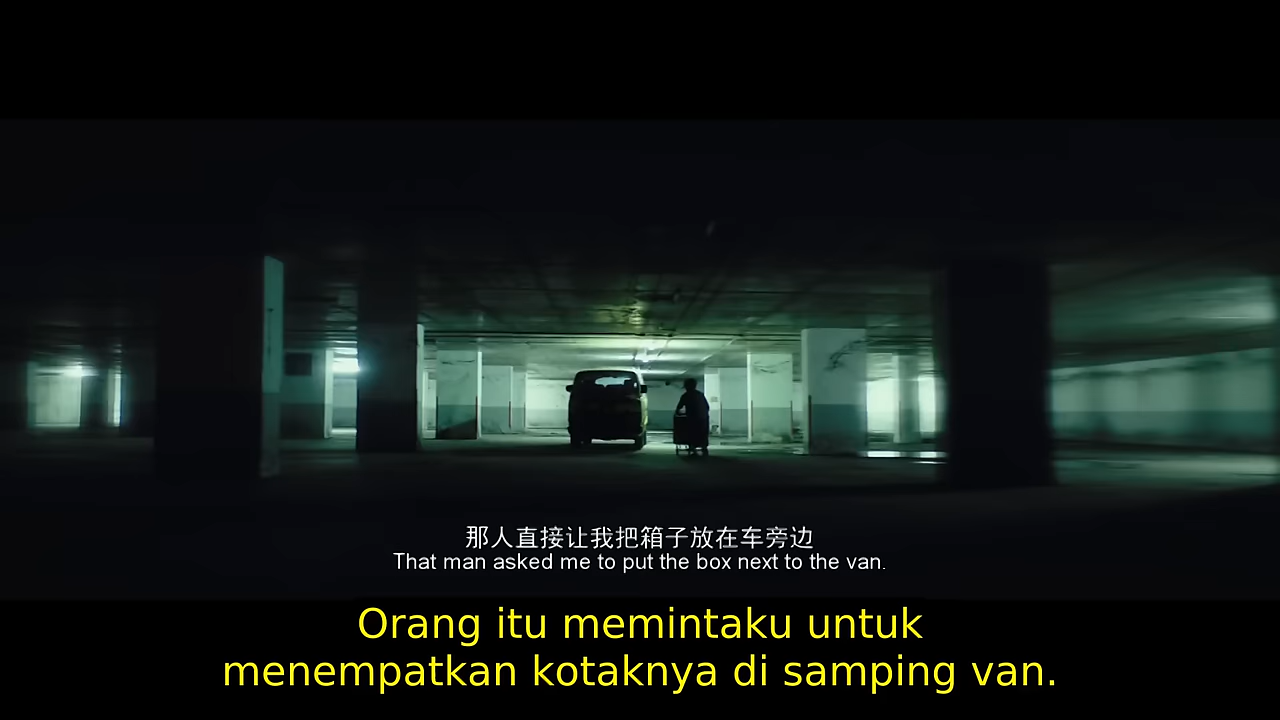 那人直接让我把箱子放在车旁边
That man asked me to put the box next to the van.
Orang itu memintaku untuk
menempatkan kotaknya di samping van.